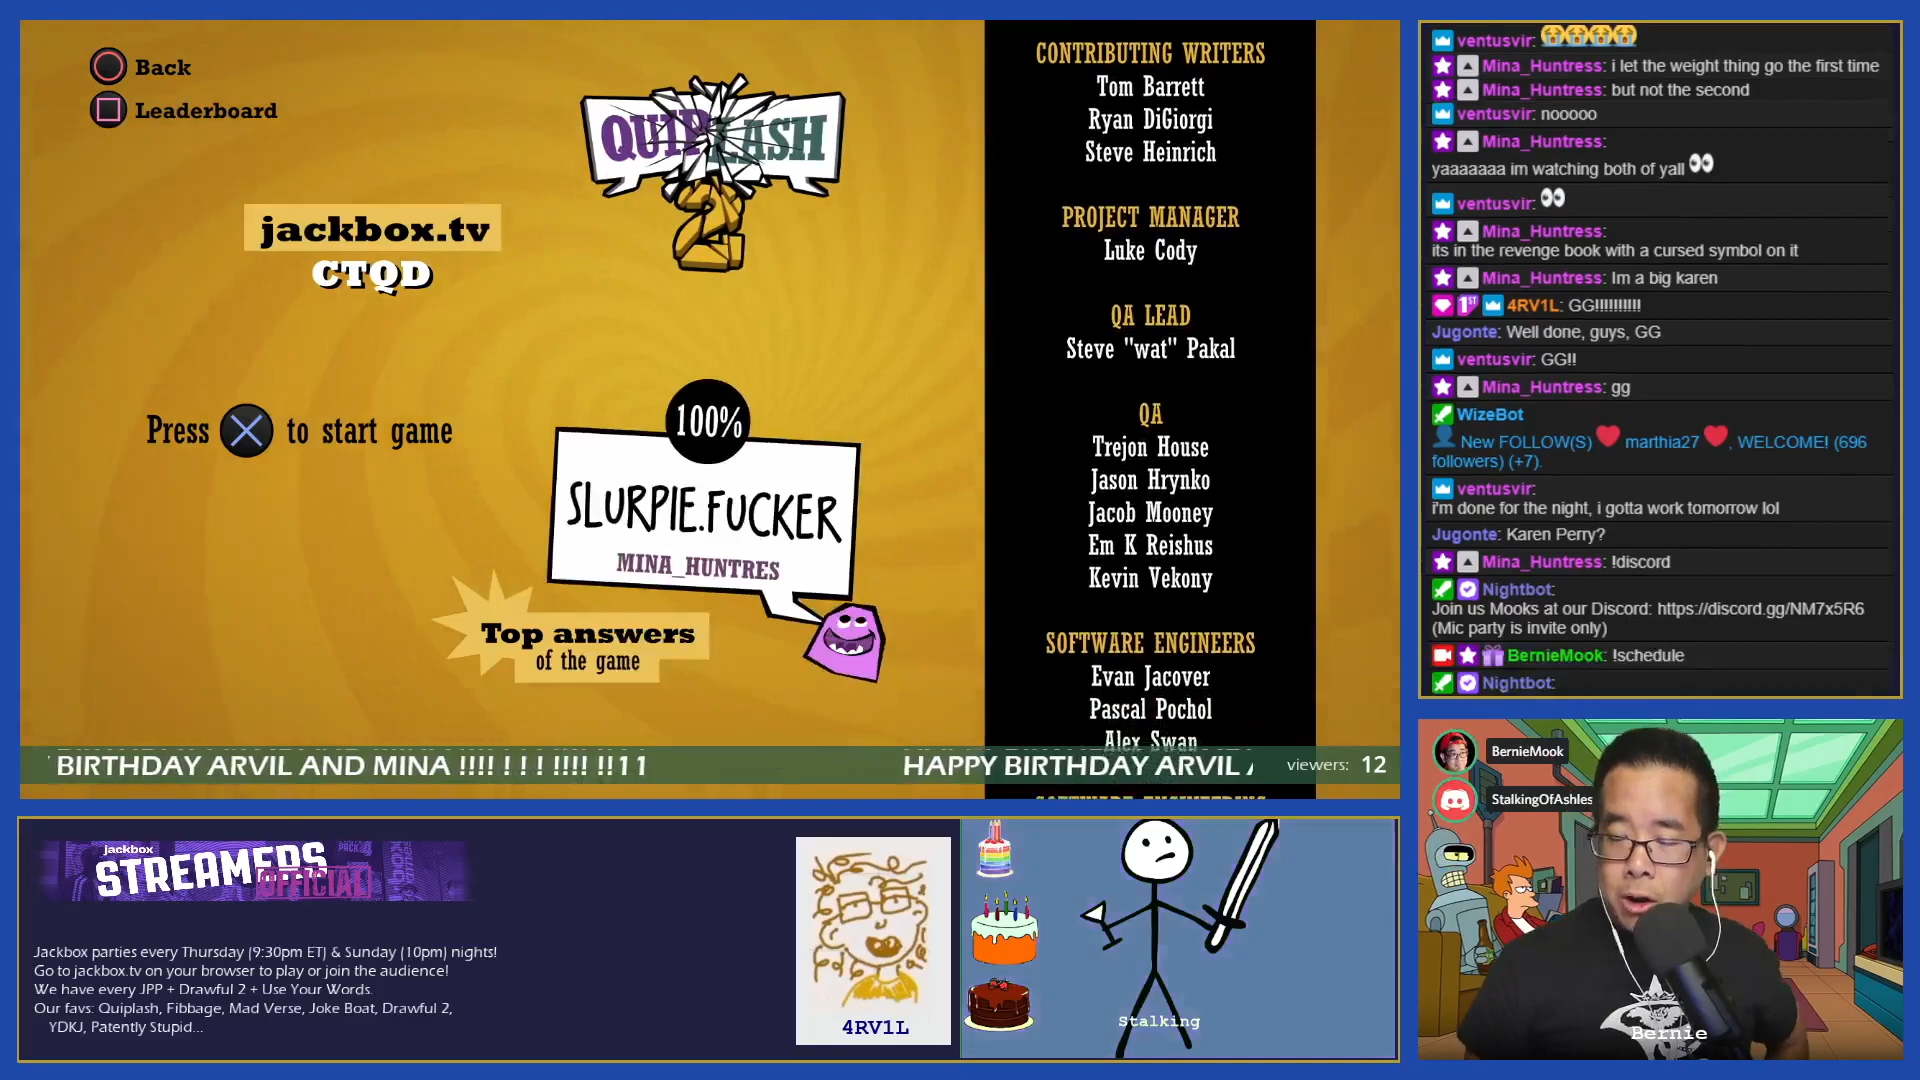 Back
Leaderboard
QUIPLASH
2
jackbox.tv
CTQD
Press X to start game
100%
SLURPIE.FUCKER
MINA_HUNTRES
Top answers
of the game
CONTRIBUTING WRITERS
Tom Barrett
Ryan DiGiorgi
Steve Heinrich
PROJECT MANAGER
Luke Cody
QA LEAD
Steve "wat" Pakal
QA
Trejon House
Jason Hrynko
Jacob Mooney
Em K Reishus
Kevin Vekony
SOFTWARE ENGINEERS
Evan Jacover
Pascal Pochol
Alex Swan
BIRTHDAY ARVIL AND MINA !!!! ! ! ! !!!! !!11
HAPPY BIRTHDAY ARVIL
viewers: 12
ventusvir:
Mina_Huntress: i let the weight thing go the first time
Mina_Huntress: but not the second
ventusvir: nooooo
Mina_Huntress:
yaaaaaaa im watching both of yall
ventusvir:
Mina_Huntress:
its in the revenge book with a cursed symbol on it
Mina_Huntress: Im a big karen
1ST 4RV1L: GG!!!!!!!!!!
Jugonte: Well done, guys, GG
ventusvir: GG!!
Mina_Huntress: gg
WizeBot
New FOLLOW(S) marthia27 , WELCOME! (696
followers) (+7).
ventusvir:
i'm done for the night, i gotta work tomorrow lol
Jugonte: Karen Perry?
Mina_Huntress: !discord
Nightbot:
Join us Mooks at our Discord: https://discord.gg/NM7x5R6
(Mic party is invite only)
BernieMook: !schedule
Nightbot:
BernieMook
StalkingOfAshles
Bernie
jackbox
STREAMERS
OFFICIAL
Jackbox parties every Thursday (9:30pm ET) & Sunday (10pm) nights!
Go to jackbox.tv on your browser to play or join the audience!
We have every JPP + Drawful 2 + Use Your Words.
Our favs: Quiplash, Fibbage, Mad Verse, Joke Boat, Drawful 2,
YDKJ, Patently Stupid...
4RV1L
Stalking